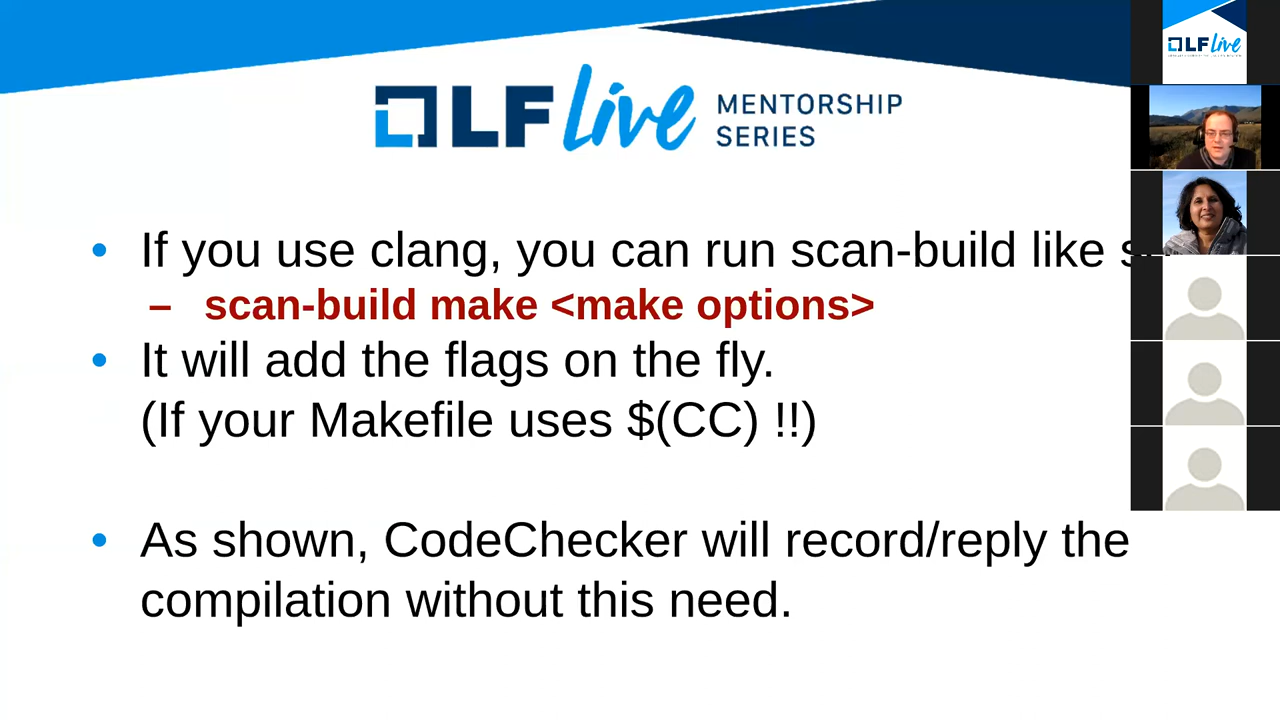 LF Live MENTORSHIP SERIES
LF Live
• If you use clang, you can run scan-build like
– scan-build make <make options>
• It will add the flags on the fly.
(If your Makefile uses $(CC) !!)
• As shown, CodeChecker will record/reply the
compilation without this need.